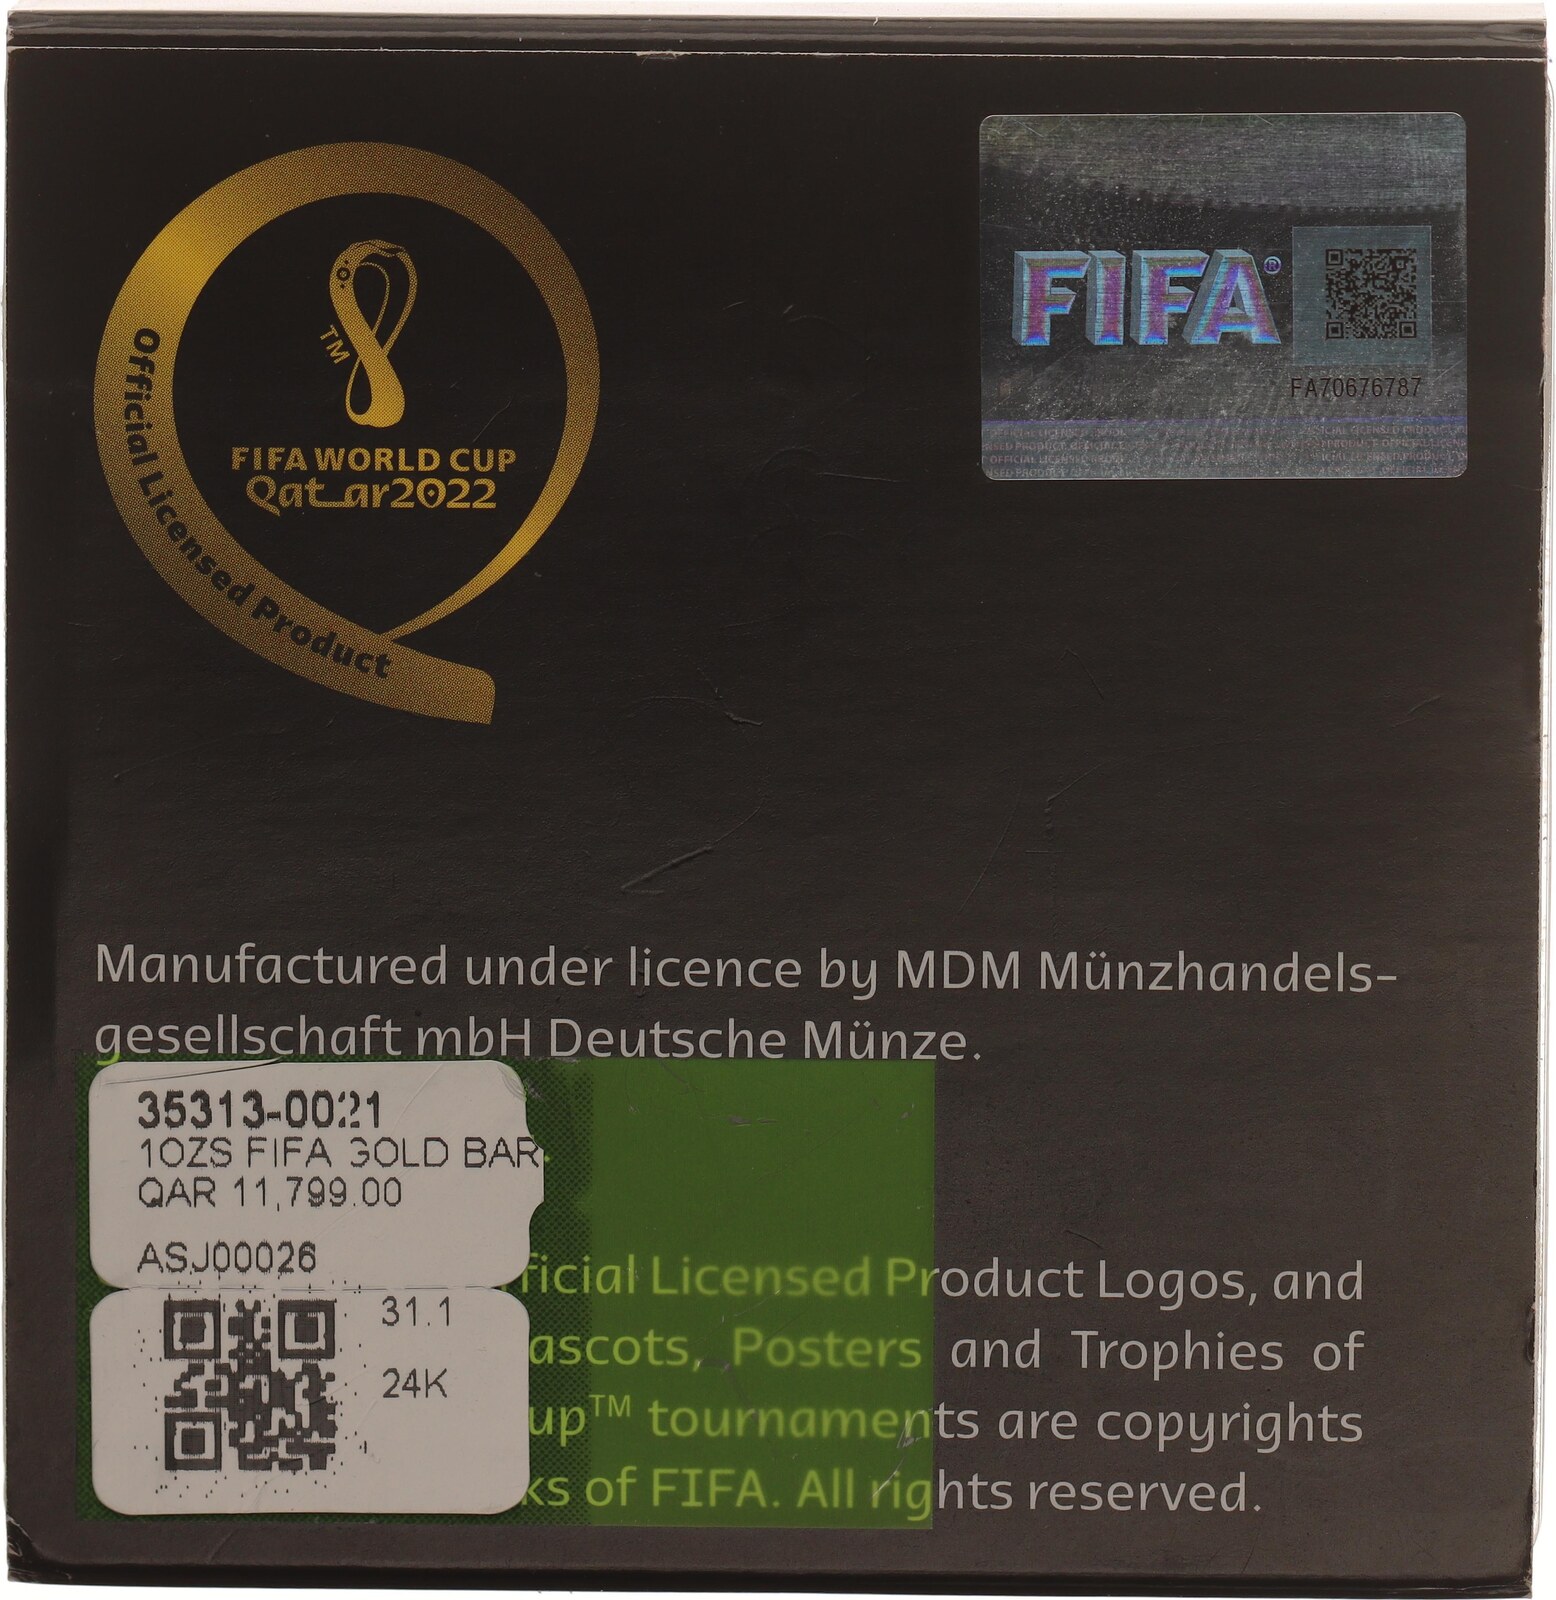 Official Licensed Product
TM
FIFA WORLD CUP
Qatar2022
FIFA®
FA70676787
Manufactured under licence by MDM Münzhandels-
gesellschaft mbH Deutsche Münze.
35313-0021
1OZS FIFA GOLD BAR
QAR 11,799.00
ASJ00026
31.1
24K
ficial Licensed Product Logos, and
ascots, Posters and Trophies of
up™ tournaments are copyrights
ks of FIFA. All rights reserved.